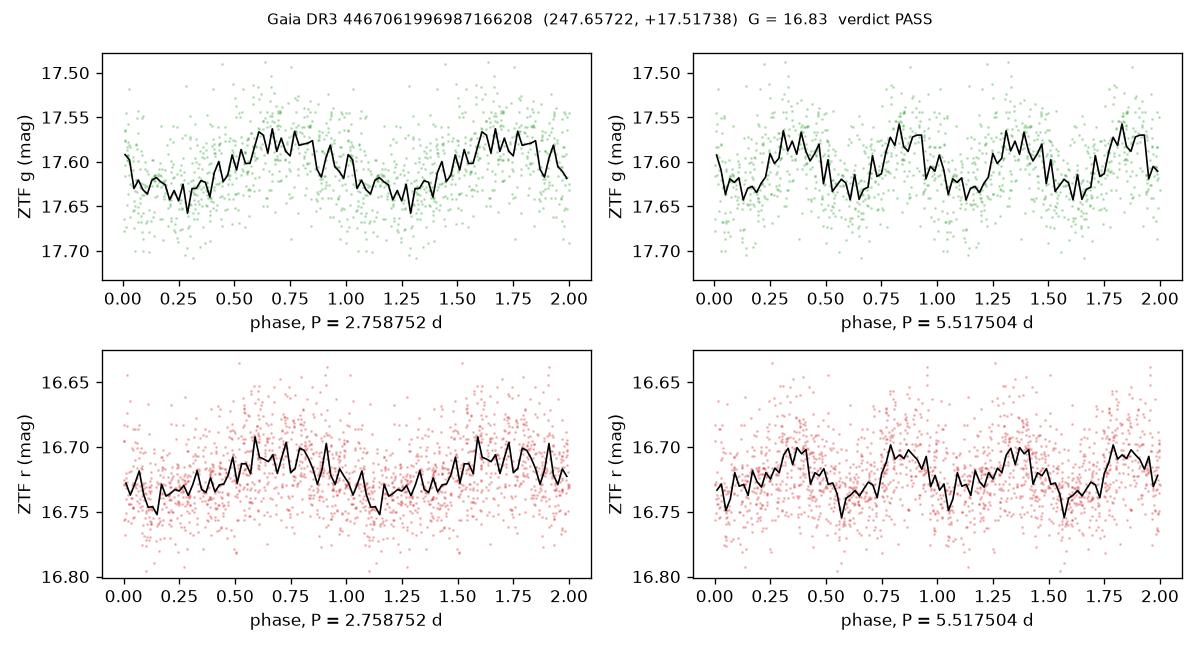 Gaia DR3 4467061996987166208  (247.65722, +17.51738)  G = 16.83  verdict PASS
ZTF g (mag)
17.50
17.55
17.60
17.65
17.70
0.00 0.25 0.50 0.75 1.00 1.25 1.50 1.75 2.00
phase, P = 2.758752 d
ZTF g (mag)
17.50
17.55
17.60
17.65
17.70
0.00 0.25 0.50 0.75 1.00 1.25 1.50 1.75 2.00
phase, P = 5.517504 d
ZTF r (mag)
16.65
16.70
16.75
16.80
0.00 0.25 0.50 0.75 1.00 1.25 1.50 1.75 2.00
phase, P = 2.758752 d
ZTF r (mag)
16.65
16.70
16.75
16.80
0.00 0.25 0.50 0.75 1.00 1.25 1.50 1.75 2.00
phase, P = 5.517504 d